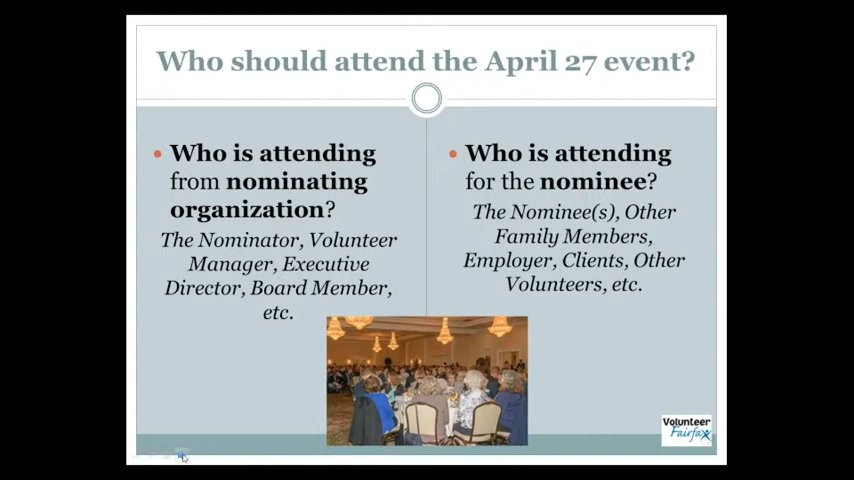 Who should attend the April 27 event?
• Who is attending
from nominating
organization?
The Nominator, Volunteer
Manager, Executive
Director, Board Member,
etc.
• Who is attending
for the nominee?
The Nominee(s), Other
Family Members,
Employer, Clients, Other
Volunteers, etc.
Volunteer
Fairfax